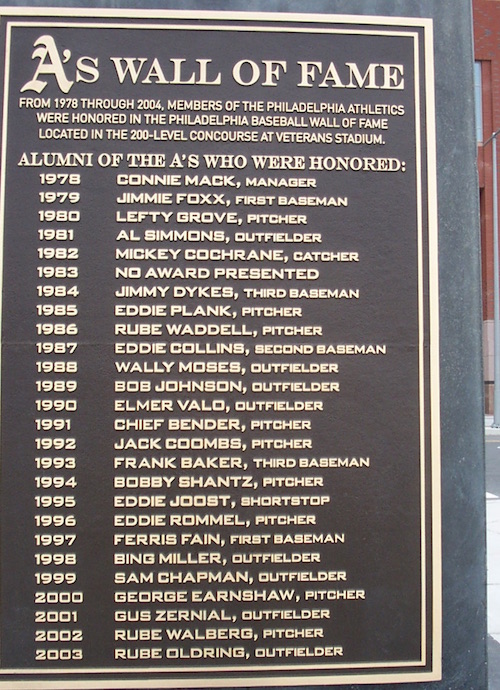 A'S WALL OF FAME
FROM 1978 THROUGH 2004, MEMBERS OF THE PHILADELPHIA ATHLETICS
WERE HONORED IN THE PHILADELPHIA BASEBALL WALL OF FAME
LOCATED IN THE 200-LEVEL CONCOURSE AT VETERANS STADIUM.
ALUMNI OF THE A'S WHO WERE HONORED:
1978 CONNIE MACK, MANAGER
1979 JIMMIE FOXX, FIRST BASEMAN
1980 LEFTY GROVE, PITCHER
1981 AL SIMMONS, OUTFIELDER
1982 MICKEY COCHRANE, CATCHER
1983 NO AWARD PRESENTED
1984 JIMMY DYKES, THIRD BASEMAN
1985 EDDIE PLANK, PITCHER
1986 RUBE WADDELL, PITCHER
1987 EDDIE COLLINS, SECOND BASEMAN
1988 WALLY MOSES, OUTFIELDER
1989 BOB JOHNSON, OUTFIELDER
1990 ELMER VALO, OUTFIELDER
1991 CHIEF BENDER, PITCHER
1992 JACK COOMBS, PITCHER
1993 FRANK BAKER, THIRD BASEMAN
1994 BOBBY SHANTZ, PITCHER
1995 EDDIE JOOST, SHORTSTOP
1996 EDDIE ROMMEL, PITCHER
1997 FERRIS FAIN, FIRST BASEMAN
1998 BING MILLER, OUTFIELDER
1999 SAM CHAPMAN, OUTFIELDER
2000 GEORGE EARNSHAW, PITCHER
2001 GUS ZERNIAL, OUTFIELDER
2002 RUBE WALBERG, PITCHER
2003 RUBE OLDRING, OUTFIELDER